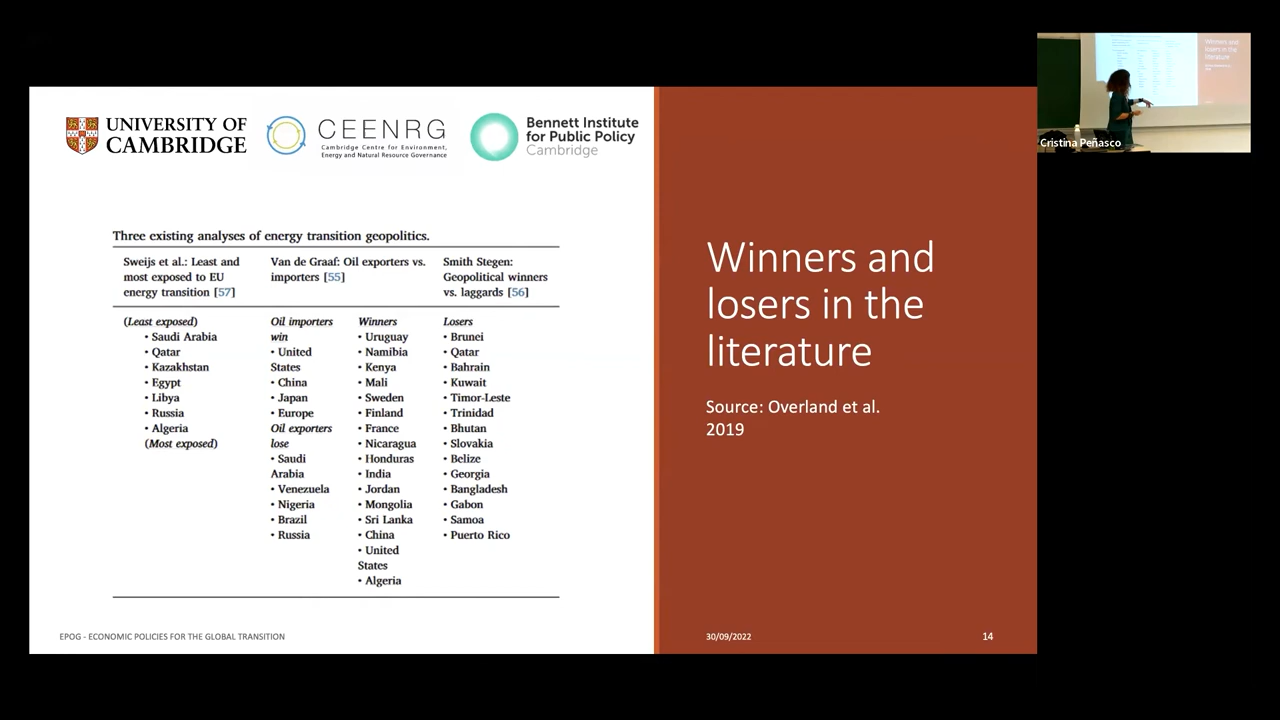 UNIVERSITY OF
CAMBRIDGE
CEENRG
Cambridge Centre for Environment,
Energy and Natural Resource Governance
Bennett Institute
for Public Policy
Cambridge
Three existing analyses of energy transition geopolitics.
Sweijs et al.: Least and
most exposed to EU
energy transition [57]
Van de Graaf: Oil exporters vs.
importers [55]
Smith Stegen:
Geopolitical winners
vs. laggards [56]
(Least exposed)
• Saudi Arabia
• Qatar
• Kazakhstan
• Egypt
• Libya
• Russia
• Algeria
(Most exposed)
Oil importers
win
• United
States
• China
• Japan
• Europe
Oil exporters
lose
• Saudi
Arabia
• Venezuela
• Nigeria
• Brazil
• Russia
Winners
• Uruguay
• Namibia
• Kenya
• Mali
• Sweden
• Finland
• France
• Nicaragua
• Honduras
• India
• Jordan
• Mongolia
• Sri Lanka
• China
• United
States
• Algeria
Losers
• Brunei
• Qatar
• Bahrain
• Kuwait
• Timor-Leste
• Trinidad
• Bhutan
• Slovakia
• Belize
• Georgia
• Bangladesh
• Gabon
• Samoa
• Puerto Rico
EPOG - ECONOMIC POLICIES FOR THE GLOBAL TRANSITION
Winners and
losers in the
literature
Source: Overland et al.
2019
30/09/2022
14
Winners and
losers in the
literature
Cristina Peñasco